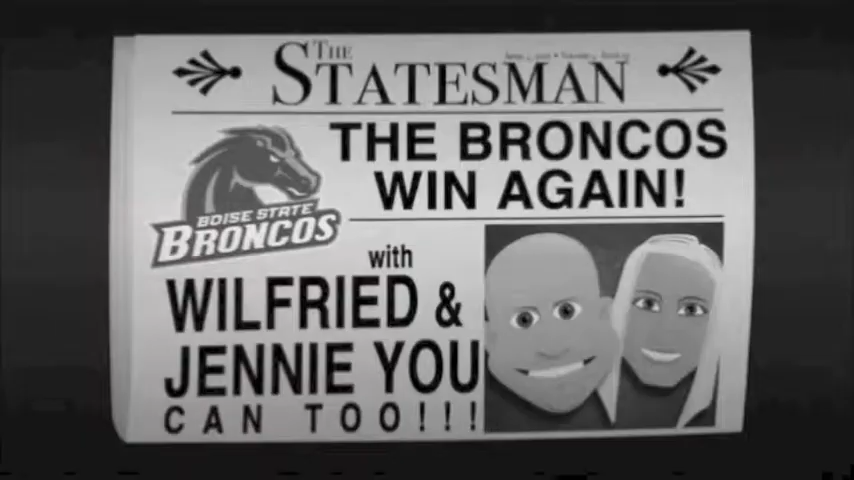 THE
STATESMAN
BOISE STATE
BRONCOS
THE BRONCOS
WIN AGAIN!
with
WILFRIED &
JENNIE YOU
CAN TOO!!!